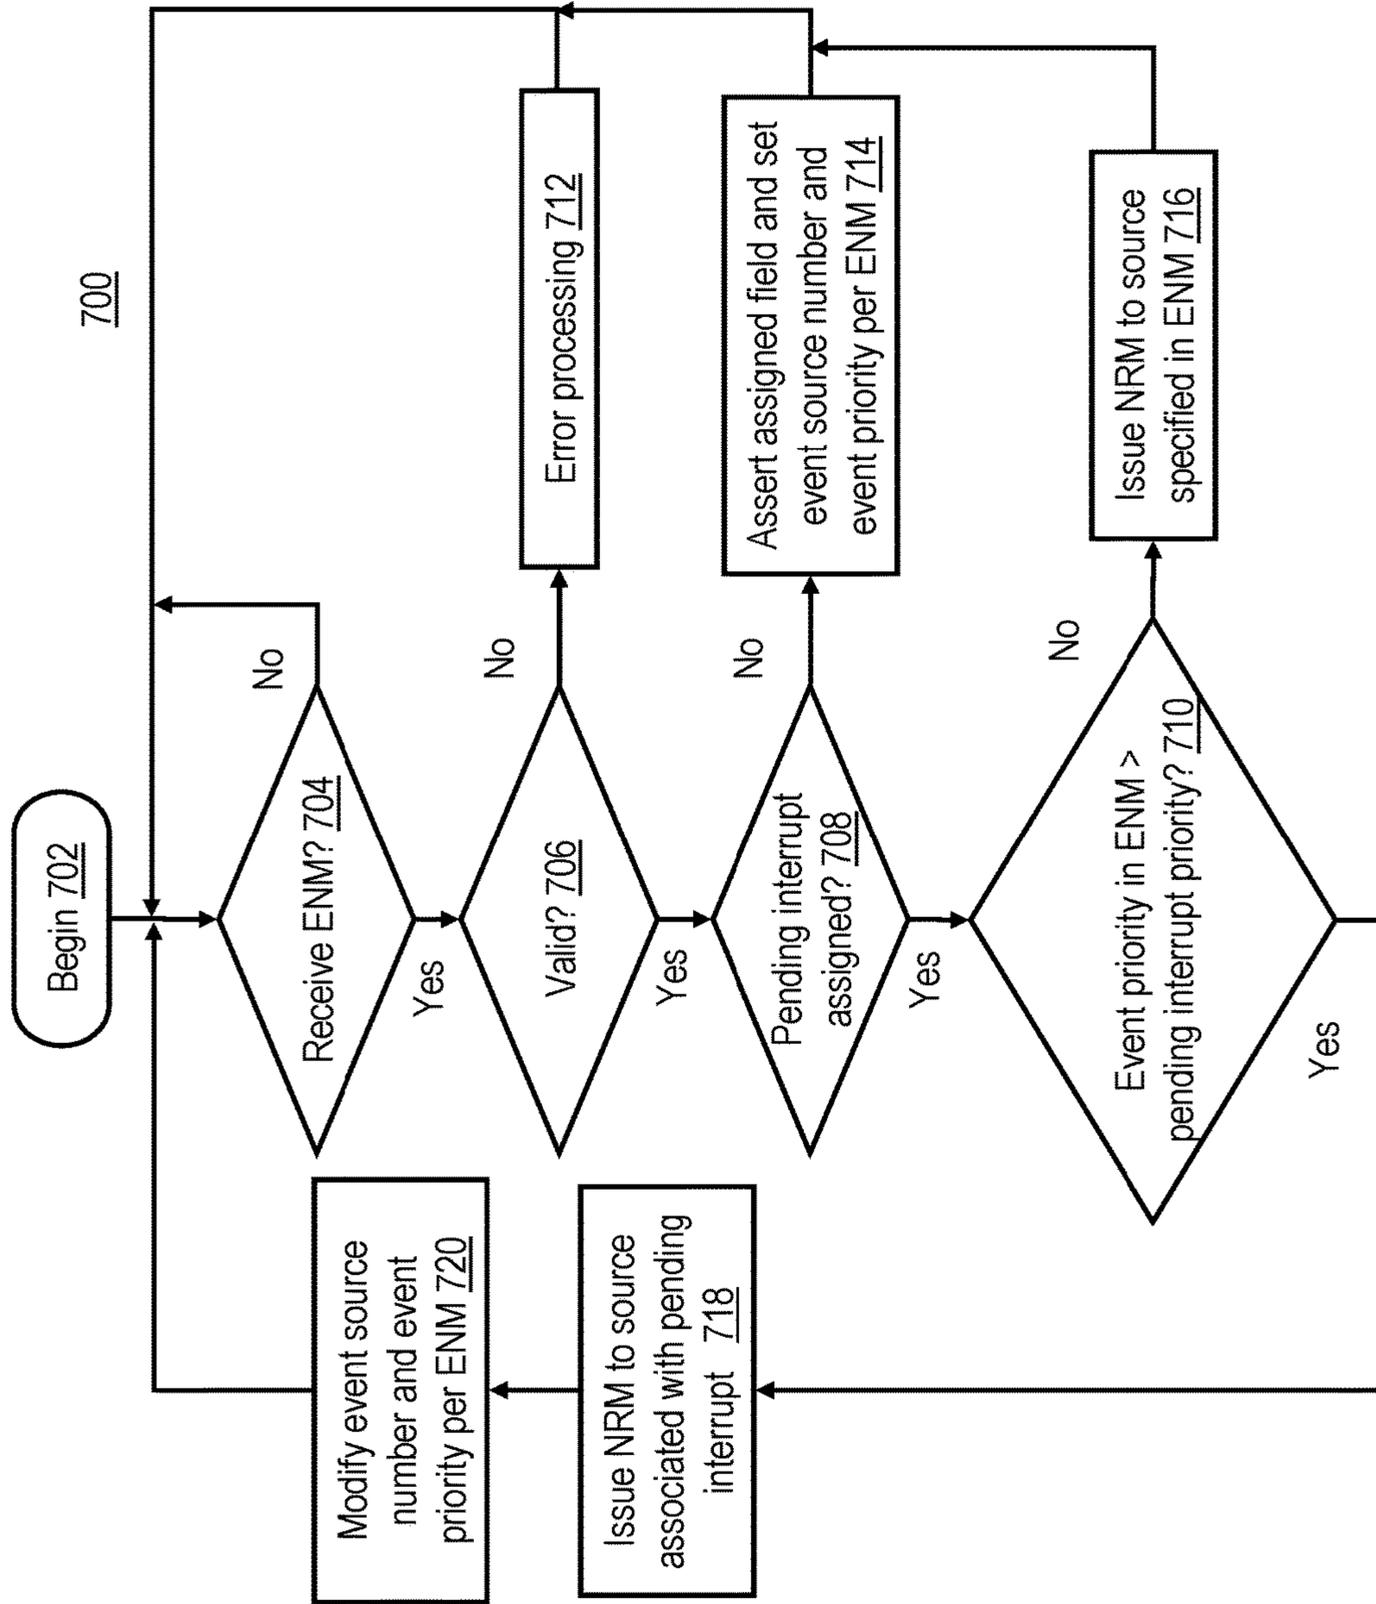 700
Begin 702
Receive ENM? 704
No
Yes
Valid? 706
No
Yes
Error processing 712
Pending interrupt
assigned? 708
No
Yes
Assert assigned field and set
event source number and
event priority per ENM 714
Event priority in ENM >
pending interrupt priority? 710
No
Yes
Issue NRM to source
specified in ENM 716
Issue NRM to source
associated with pending
interrupt 718
Modify event source
number and event
priority per ENM 720